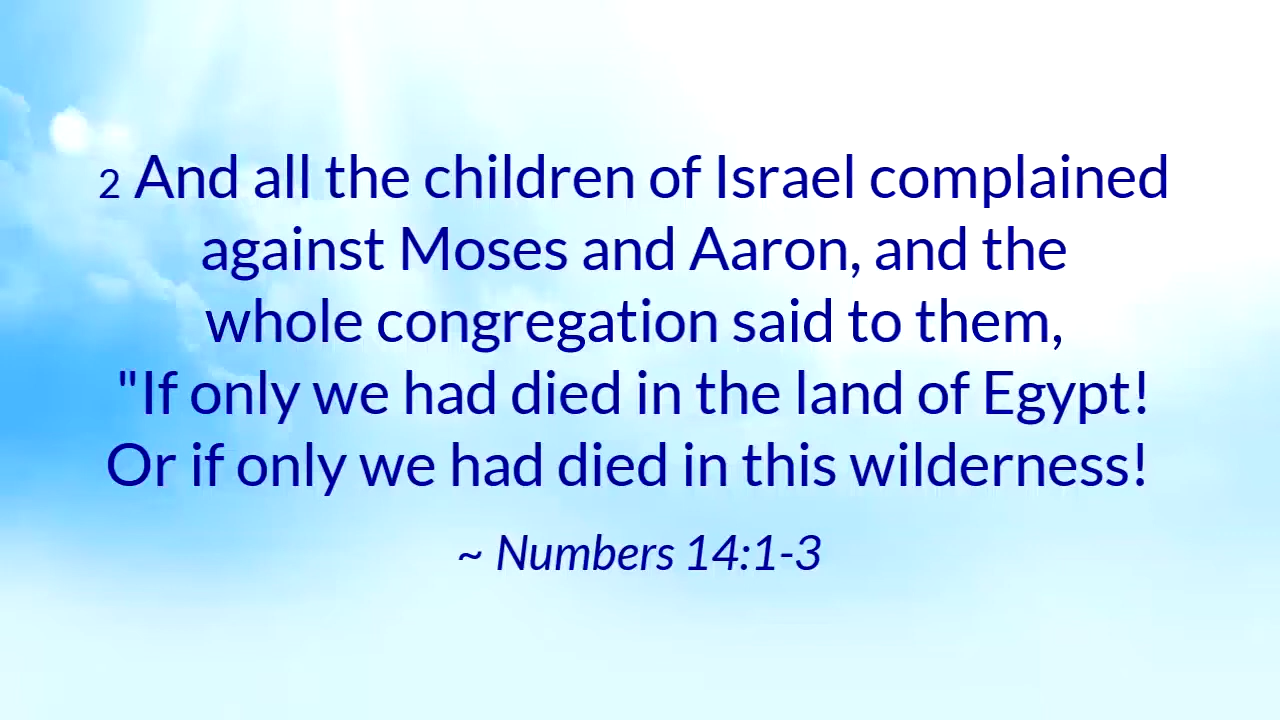 2 And all the children of Israel complained
against Moses and Aaron, and the
whole congregation said to them,
"If only we had died in the land of Egypt!
Or if only we had died in this wilderness!
~ Numbers 14:1-3